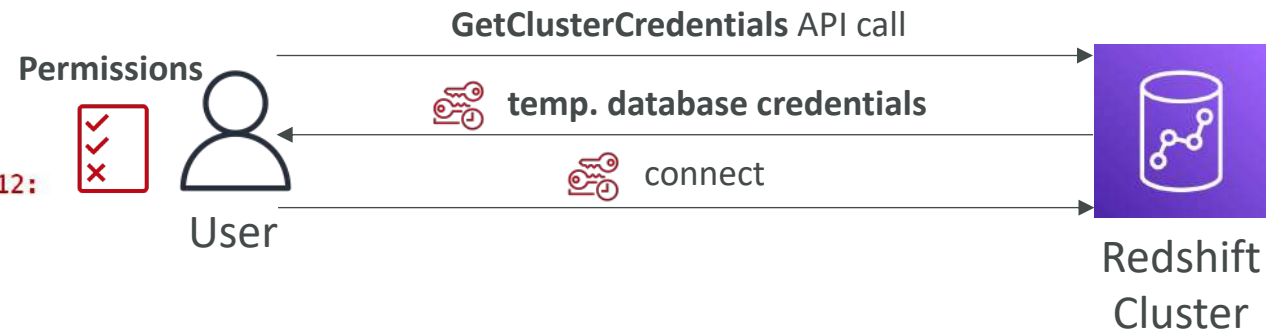 GetClusterCredentials API call
Permissions
temp. database credentials
12:
connect
User
Redshift
Cluster